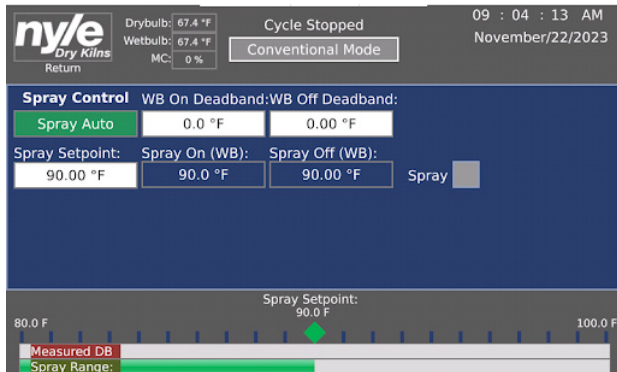 nyle
Dry Kilns
Return
Drybulb: 67.4 °F
Wetbulb: 67.4 °F
MC: 0 %
Cycle Stopped
Conventional Mode
09 : 04 : 13 AM
November/22/2023
Spray Control WB On Deadband: WB Off Deadband:
Spray Auto 0.0 °F 0.00 °F
Spray Setpoint: Spray On (WB): Spray Off (WB):
90.00 °F 90.0 °F 90.00 °F Spray
Spray Setpoint:
90.0 F
80.0 F 100.0 F
Measured DB
Spray Range: